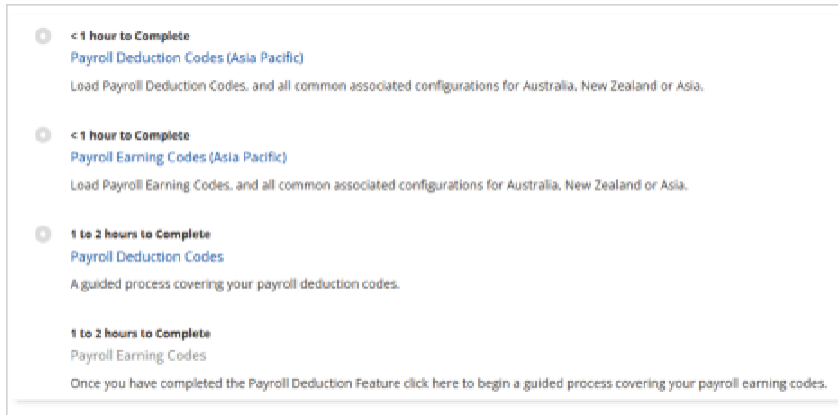 < 1 hour to Complete
Payroll Deduction Codes (Asia Pacific)
Load Payroll Deduction Codes, and all common associated configurations for Australia, New Zealand or Asia.
< 1 hour to Complete
Payroll Earning Codes (Asia Pacific)
Load Payroll Earning Codes, and all common associated configurations for Australia, New Zealand or Asia.
1 to 2 hours to Complete
Payroll Deduction Codes
A guided process covering your payroll deduction codes.
1 to 2 hours to Complete
Payroll Earning Codes
Once you have completed the Payroll Deduction Feature click here to begin a guided process covering your payroll earning codes.